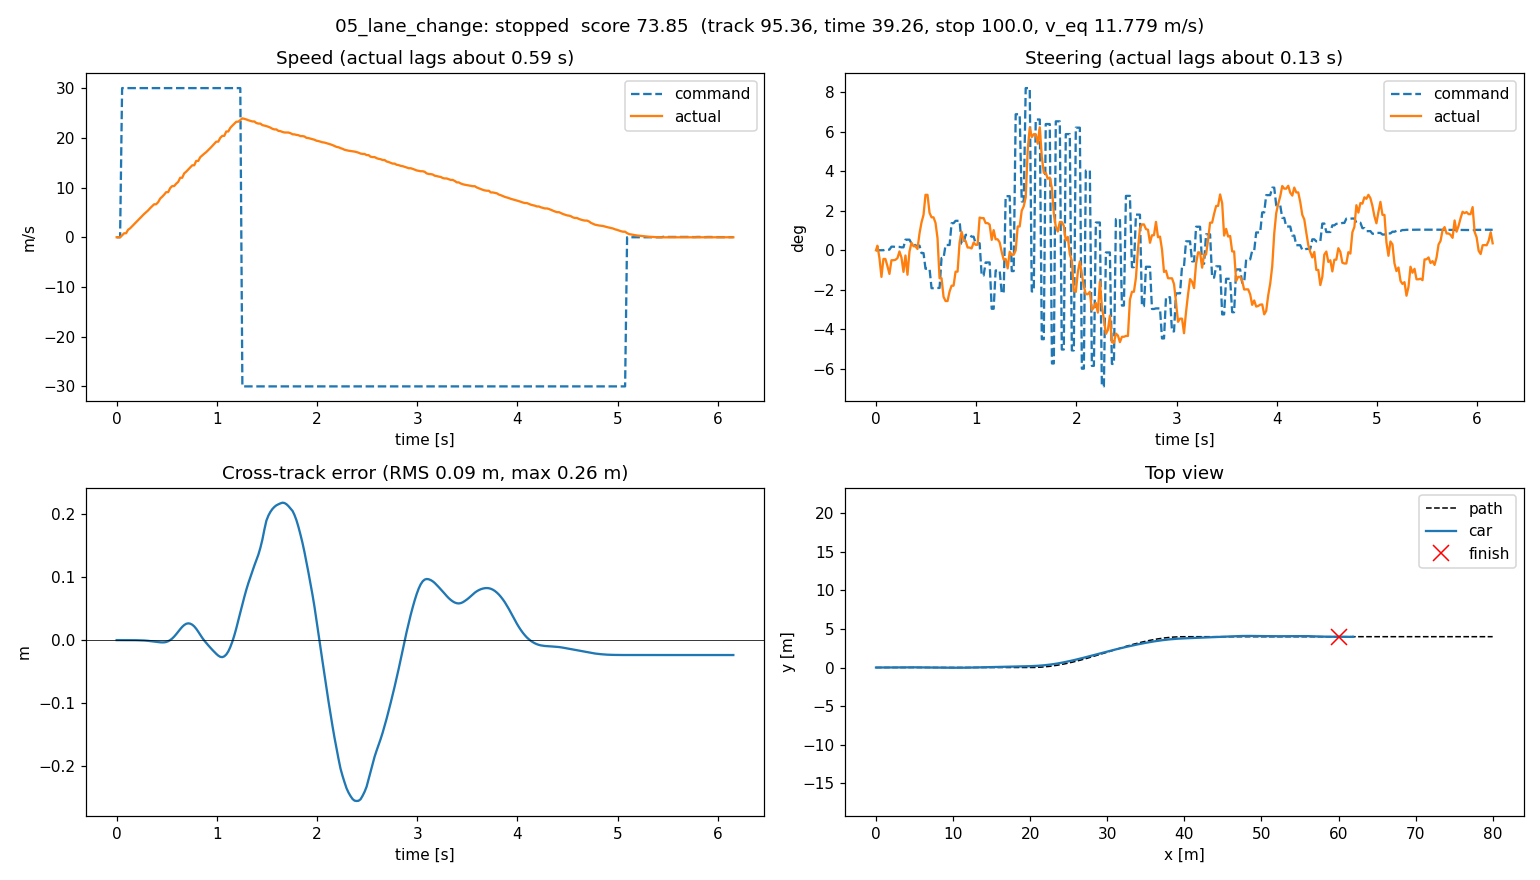 05_lane_change: stopped  score 73.85  (track 95.36, time 39.26, stop 100.0, v_eq 11.779 m/s)
Speed (actual lags about 0.59 s)
30
20
10
0
−10
−20
−30
m/s
command
actual
0 1 2 3 4 5 6
time [s]
Steering (actual lags about 0.13 s)
8
6
4
2
0
−2
−4
−6
deg
command
actual
0 1 2 3 4 5 6
time [s]
Cross-track error (RMS 0.09 m, max 0.26 m)
0.2
0.1
0.0
−0.1
−0.2
m
0 1 2 3 4 5 6
time [s]
Top view
20
15
10
5
0
−5
−10
−15
y [m]
path
car
finish
0 10 20 30 40 50 60 70 80
x [m]